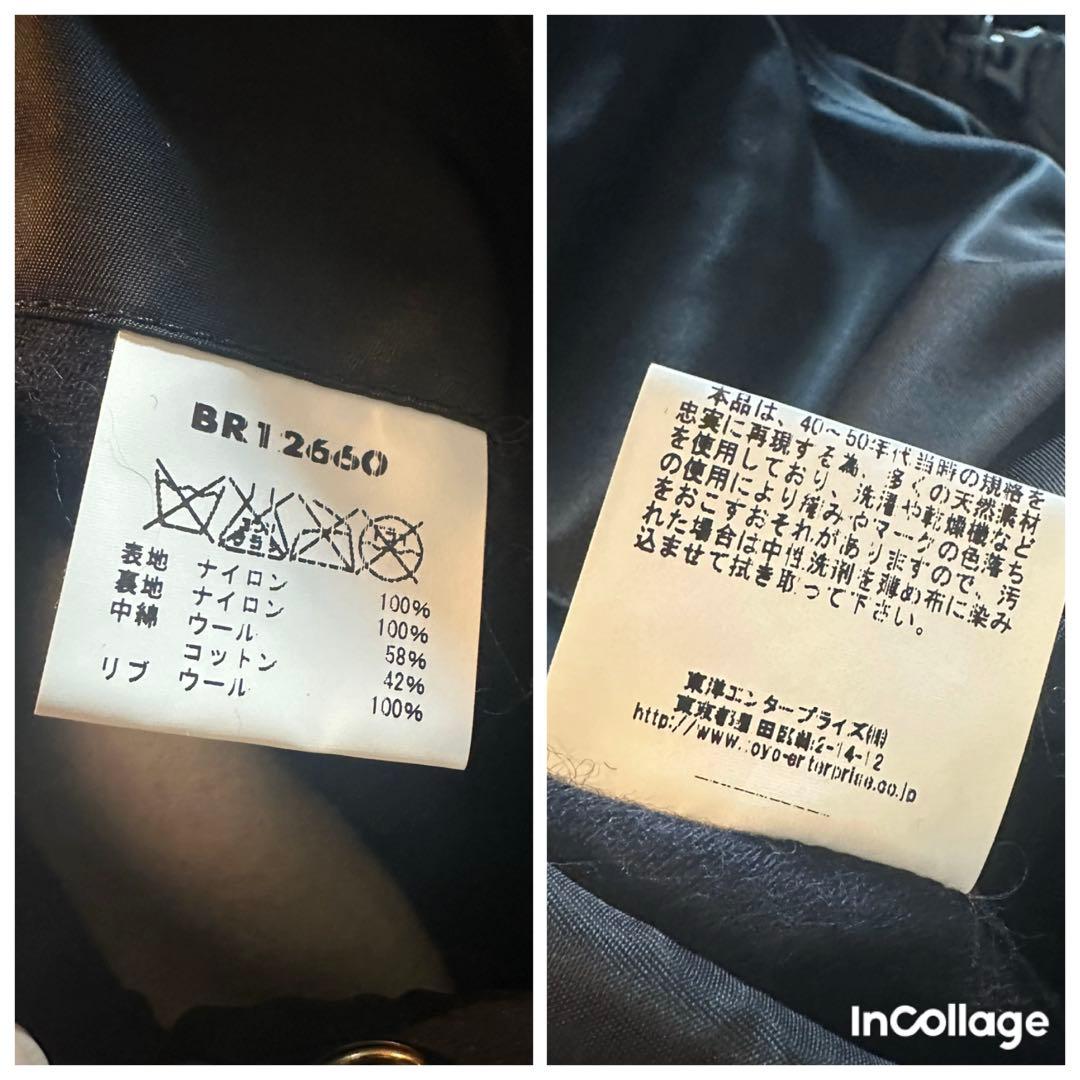 BR12660
表地 ナイロン 100%
裏地 ナイロン 100%
中綿 ウール 58%
コットン 42%
リブ ウール 100%
本品は、40～50年代当時の規格を
忠実に再現する為、多くの天然素材
を使用しており、洗濯や乾燥機など
の使用により縮みやマークの色落ち
をおこすおそれがありますので、汚
れた場合は中性洗剤を薄め布に染み
込ませて拭き取って下さい。
東洋エンタープライズ㈱
東京都墨田区 2-14-12
http://www.toyo-enterprise.co.jp
InCollage